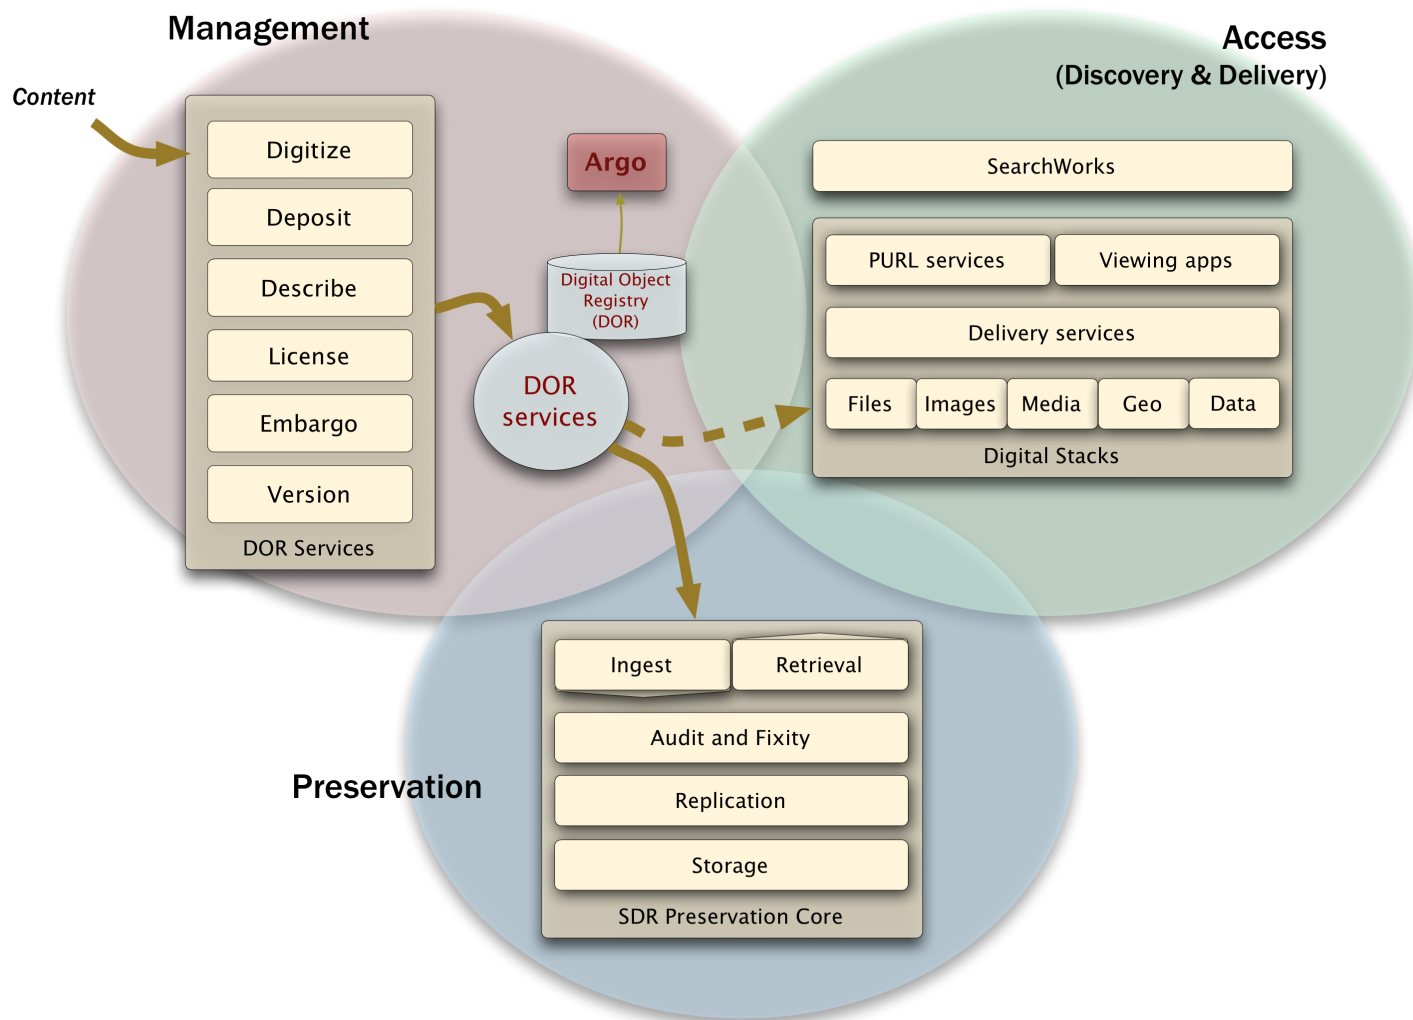 Management
Content
Digitize
Deposit
Describe
License
Embargo
Version
DOR Services
Argo
Digital Object
Registry
(DOR)
DOR
services
Access
(Discovery & Delivery)
SearchWorks
PURL services
Viewing apps
Delivery services
Files
Images
Media
Geo
Data
Digital Stacks
Preservation
Ingest
Retrieval
Audit and Fixity
Replication
Storage
SDR Preservation Core